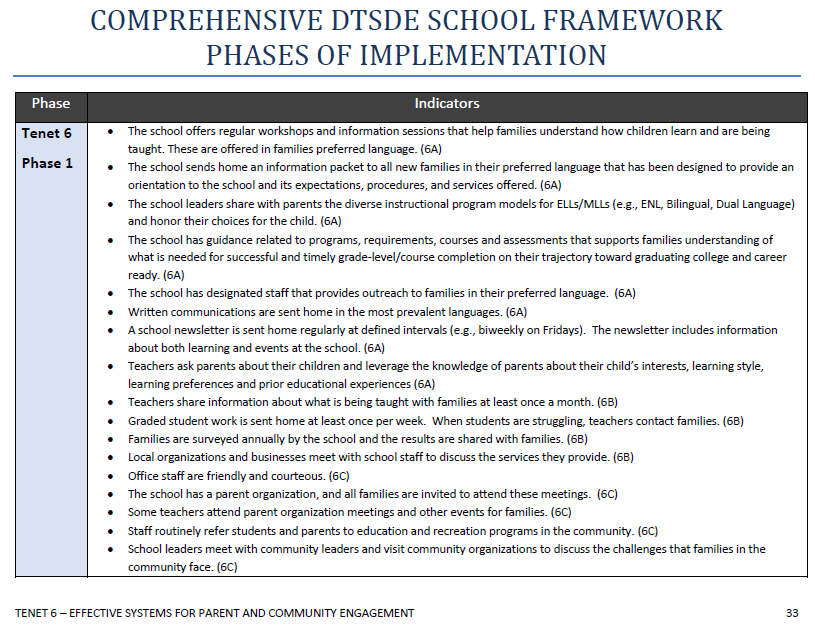 COMPREHENSIVE DTSDE SCHOOL FRAMEWORK
PHASES OF IMPLEMENTATION
Phase
Indicators
Tenet 6
Phase 1
• The school offers regular workshops and information sessions that help families understand how children learn and are being
taught. These are offered in families preferred language. (6A)
• The school sends home an information packet to all new families in their preferred language that has been designed to provide an
orientation to the school and its expectations, procedures, and services offered. (6A)
• The school leaders share with parents the diverse instructional program models for ELLs/MLLs (e.g., ENL, Bilingual, Dual Language)
and honor their choices for the child. (6A)
• The school has guidance related to programs, requirements, courses and assessments that supports families understanding of
what is needed for successful and timely grade-level/course completion on their trajectory toward graduating college and career
ready. (6A)
• The school has designated staff that provides outreach to families in their preferred language. (6A)
• Written communications are sent home in the most prevalent languages. (6A)
• A school newsletter is sent home regularly at defined intervals (e.g., biweekly on Fridays). The newsletter includes information
about both learning and events at the school. (6A)
• Teachers ask parents about their children and leverage the knowledge of parents about their child's interests, learning style,
learning preferences and prior educational experiences (6A)
• Teachers share information about what is being taught with families at least once a month. (6B)
• Graded student work is sent home at least once per week. When students are struggling, teachers contact families. (6B)
• Families are surveyed annually by the school and the results are shared with families. (6B)
• Local organizations and businesses meet with school staff to discuss the services they provide. (6B)
• Office staff are friendly and courteous. (6C)
• The school has a parent organization, and all families are invited to attend these meetings. (6C)
• Some teachers attend parent organization meetings and other events for families. (6C)
• Staff routinely refer students and parents to education and recreation programs in the community. (6C)
• School leaders meet with community leaders and visit community organizations to discuss the challenges that families in the
community face. (6C)
TENET 6 – EFFECTIVE SYSTEMS FOR PARENT AND COMMUNITY ENGAGEMENT
33